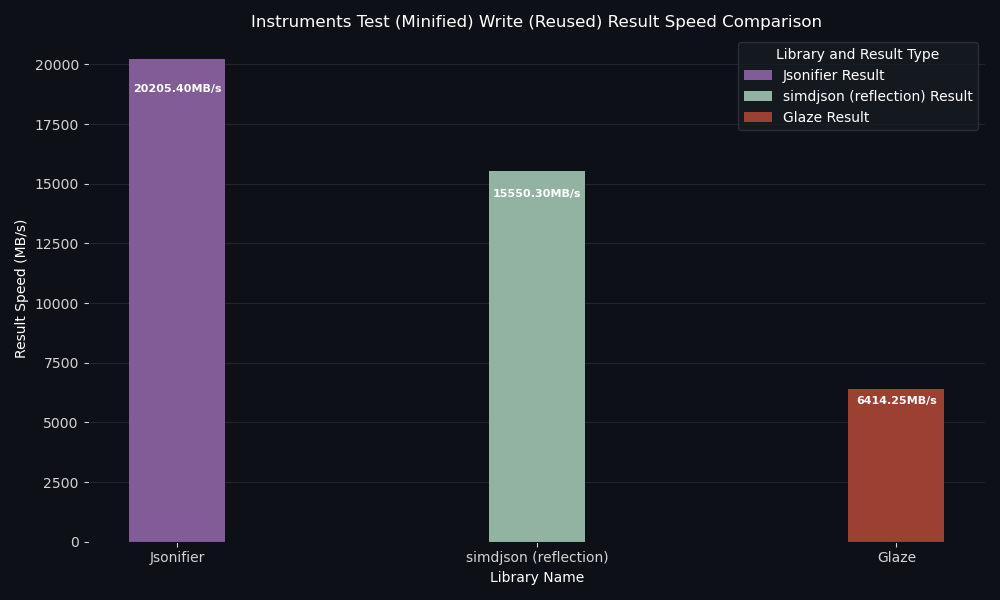 Instruments Test (Minified) Write (Reused) Result Speed Comparison
Library and Result Type
Jsonifier Result
simdjson (reflection) Result
Glaze Result
20000
17500
15000
12500
10000
7500
5000
2500
0
Result Speed (MB/s)
20205.40MB/s
15550.30MB/s
6414.25MB/s
Jsonifier
simdjson (reflection)
Glaze
Library Name